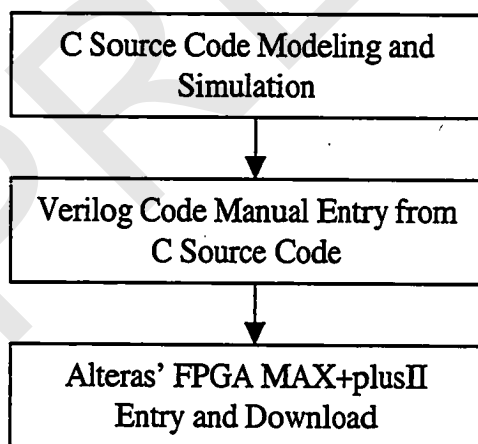 C Source Code Modeling and
Simulation
Verilog Code Manual Entry from
C Source Code
Alteras' FPGA MAX+plusII
Entry and Download